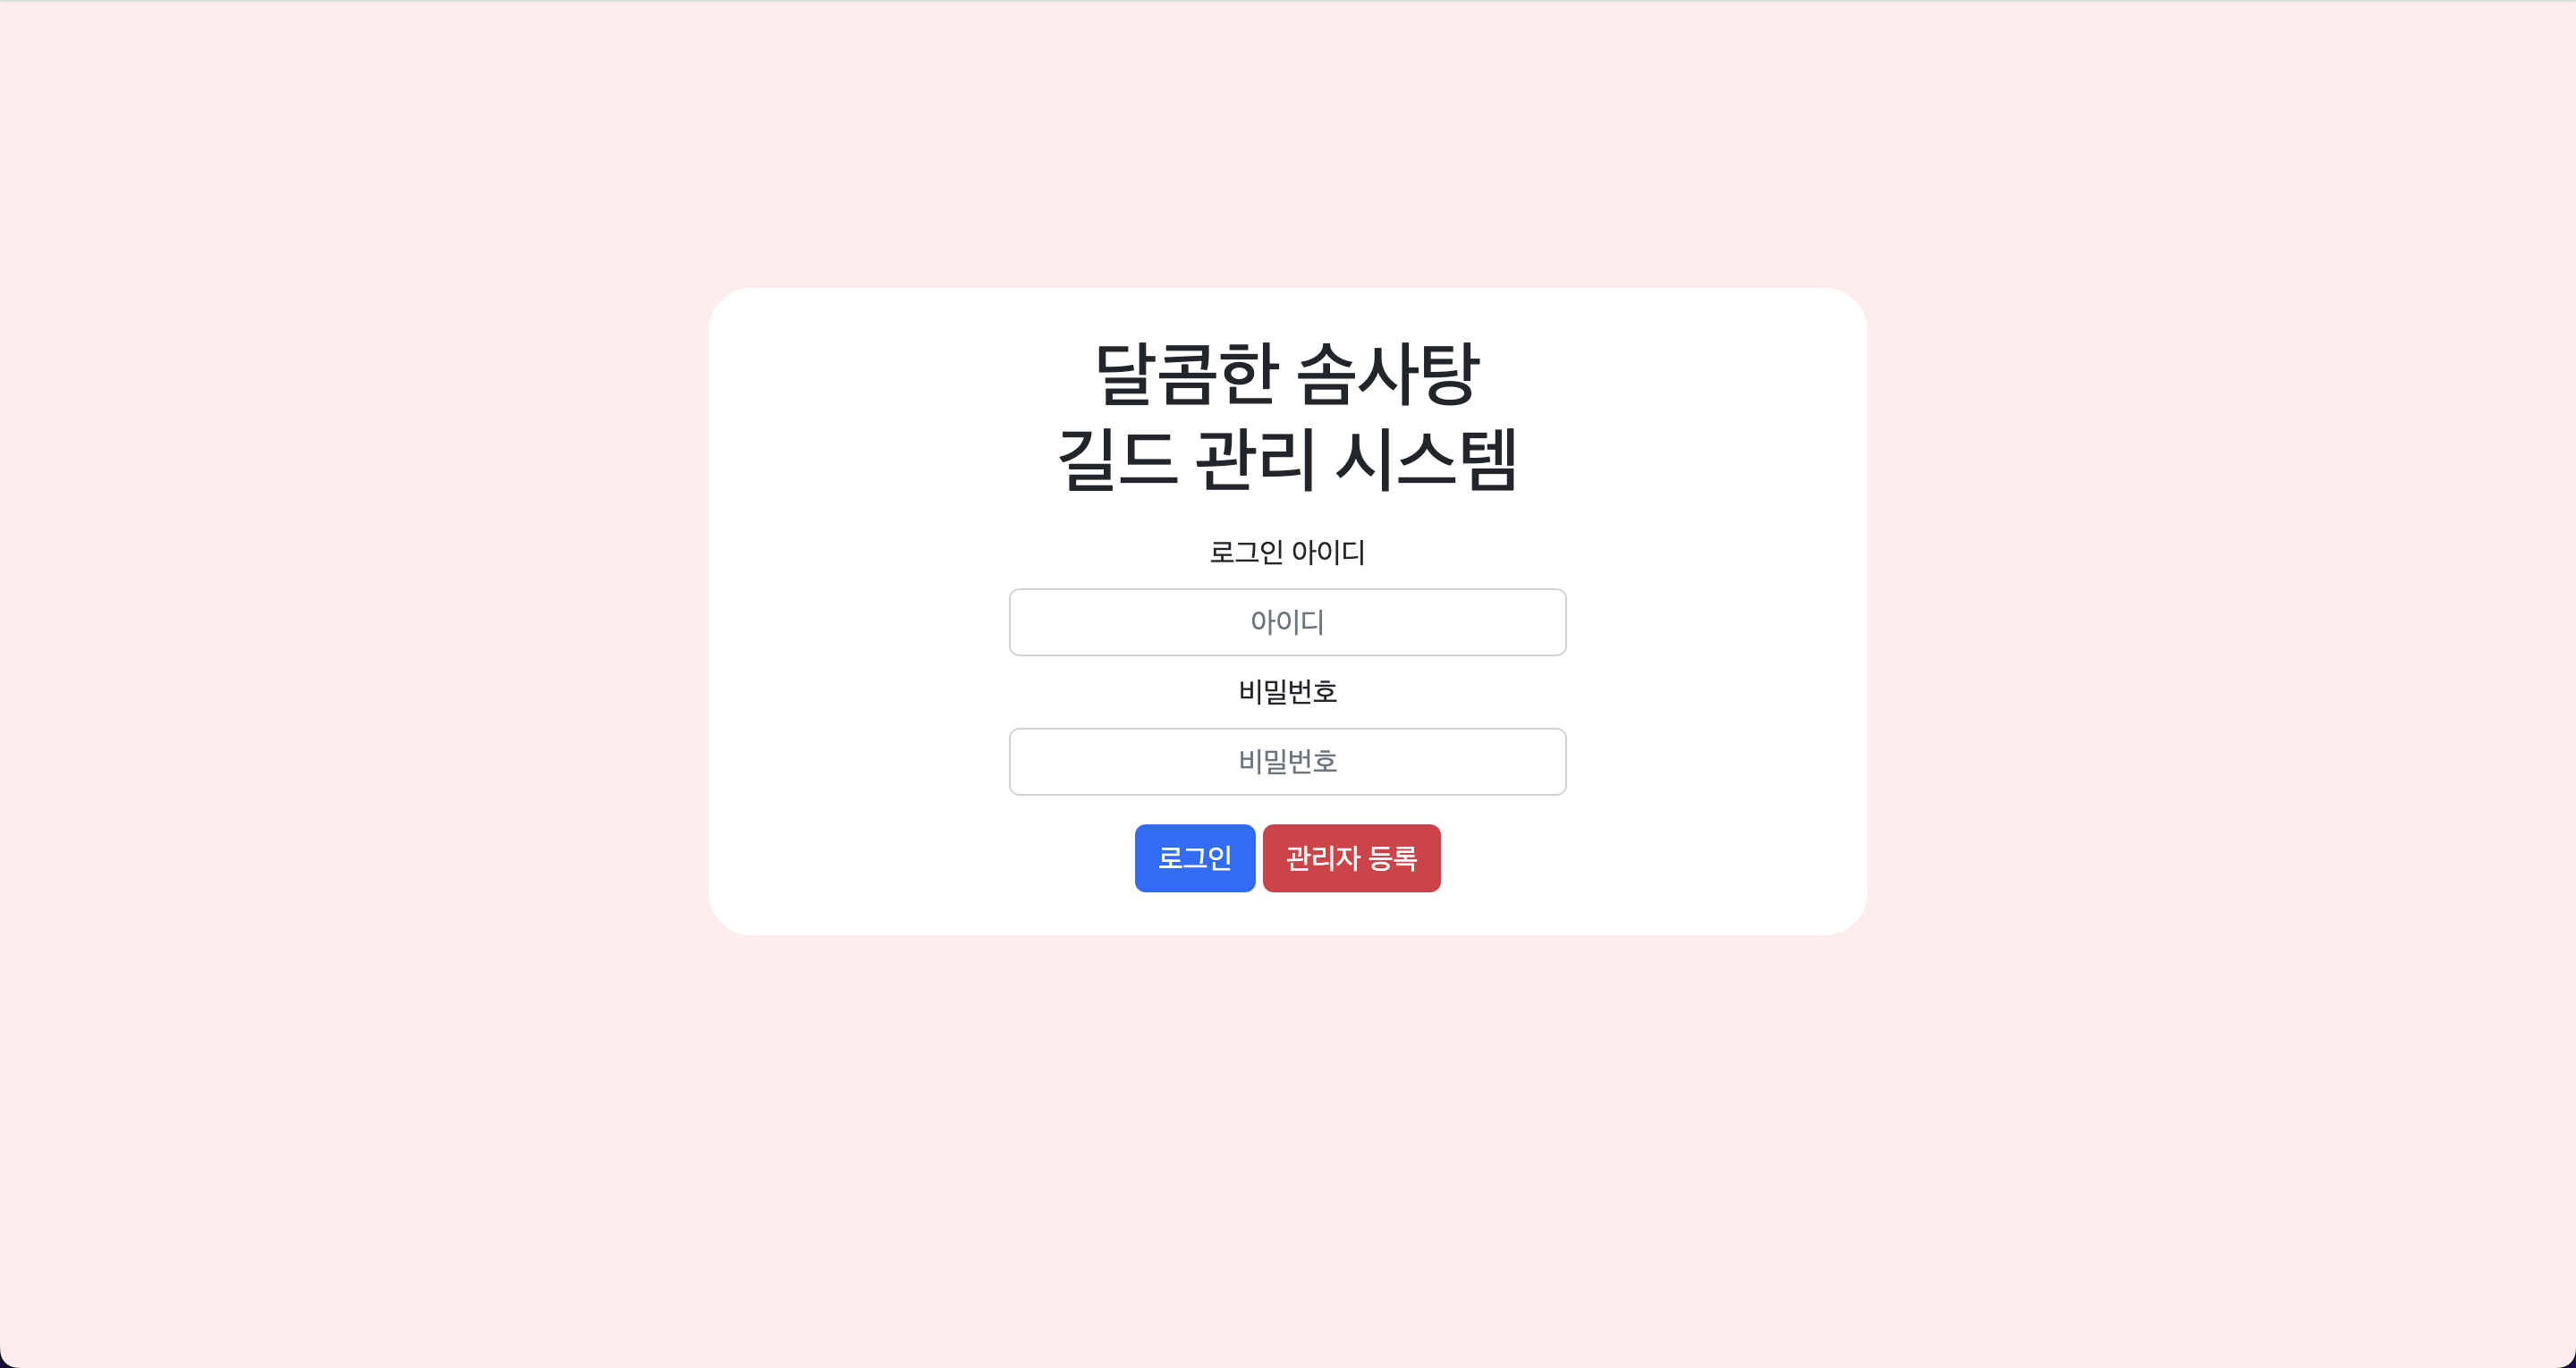 달콤한 솜사탕
길드 관리 시스템
로그인 아이디
아이디
비밀번호
비밀번호
로그인 관리자 등록